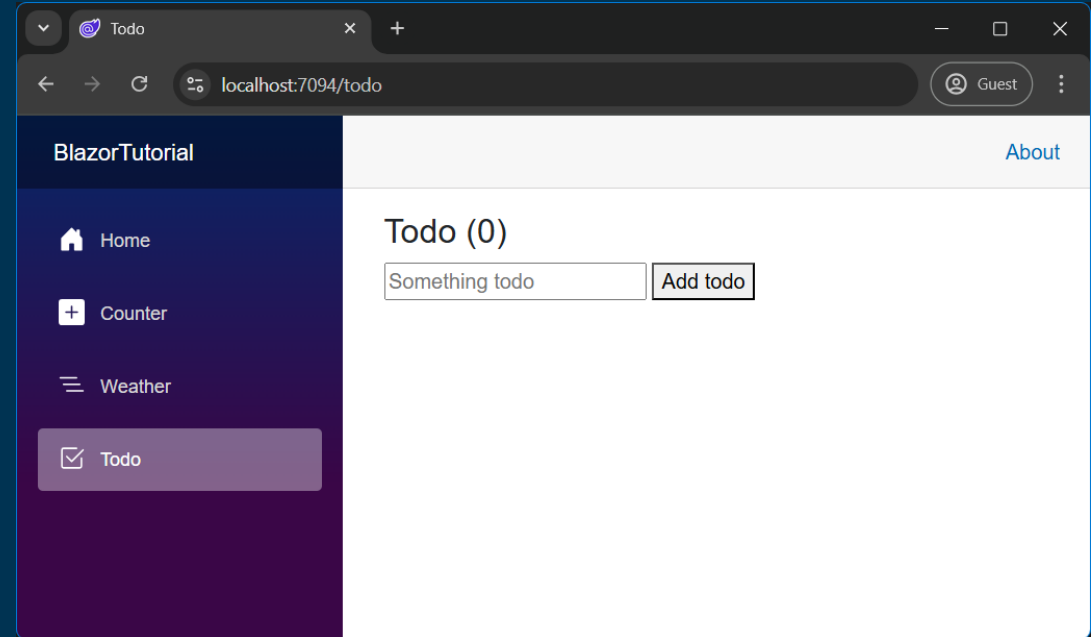 Todo
localhost:7094/todo
Guest
BlazorTutorial
About
Home
Counter
Weather
Todo
Todo (0)
Something todo
Add todo